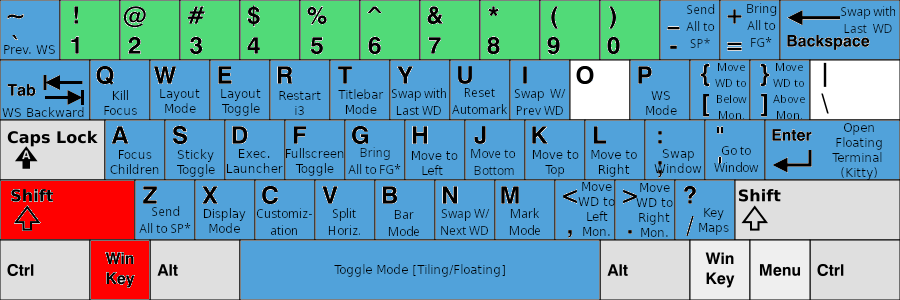 ~
` Prev. WS
!
1
@
2
#
3
$
4
%
5
^
6
&
7
*
8
(
9
)
0
_
-
Send
All to
SP*
+
=
Bring
All to
FG*
Swap with
Last WD
Backspace
Tab
WS Backward
Q
Kill
Focus
W
Layout
Mode
E
Layout
Toggle
R
Restart
i3
T
Titlebar
Mode
Y
Swap with
Last WD
U
Reset
Automark
I
Swap W/
Prev WD
O
P
WS
Mode
{
[
Move
WD to
Below
Mon.
}
]
Move
WD to
Above
Mon.
|
\
Caps Lock
A
A
Focus
Children
S
Sticky
Toggle
D
Exec.
Launcher
F
Fullscreen
Toggle
G
Bring
All to FG*
H
Move to
Left
J
Move to
Bottom
K
Move to
Top
L
Move to
Right
:
;
Swap
Window
"
'
Go to
Window
Enter
Open
Floating
Terminal
(Kitty)
Shift
Z
Send
All to SP*
X
Display
Mode
C
Customiz-
ation
V
Split
Horiz.
B
Bar
Mode
N
Swap W/
Next WD
M
Mark
Mode
<
,
Move
WD to
Left
Mon.
>
.
Move
WD to
Right
Mon.
?
/
Key
Maps
Shift
Ctrl
Win
Key
Alt
Toggle Mode [Tiling/Floating]
Alt
Win
Key
Menu
Ctrl